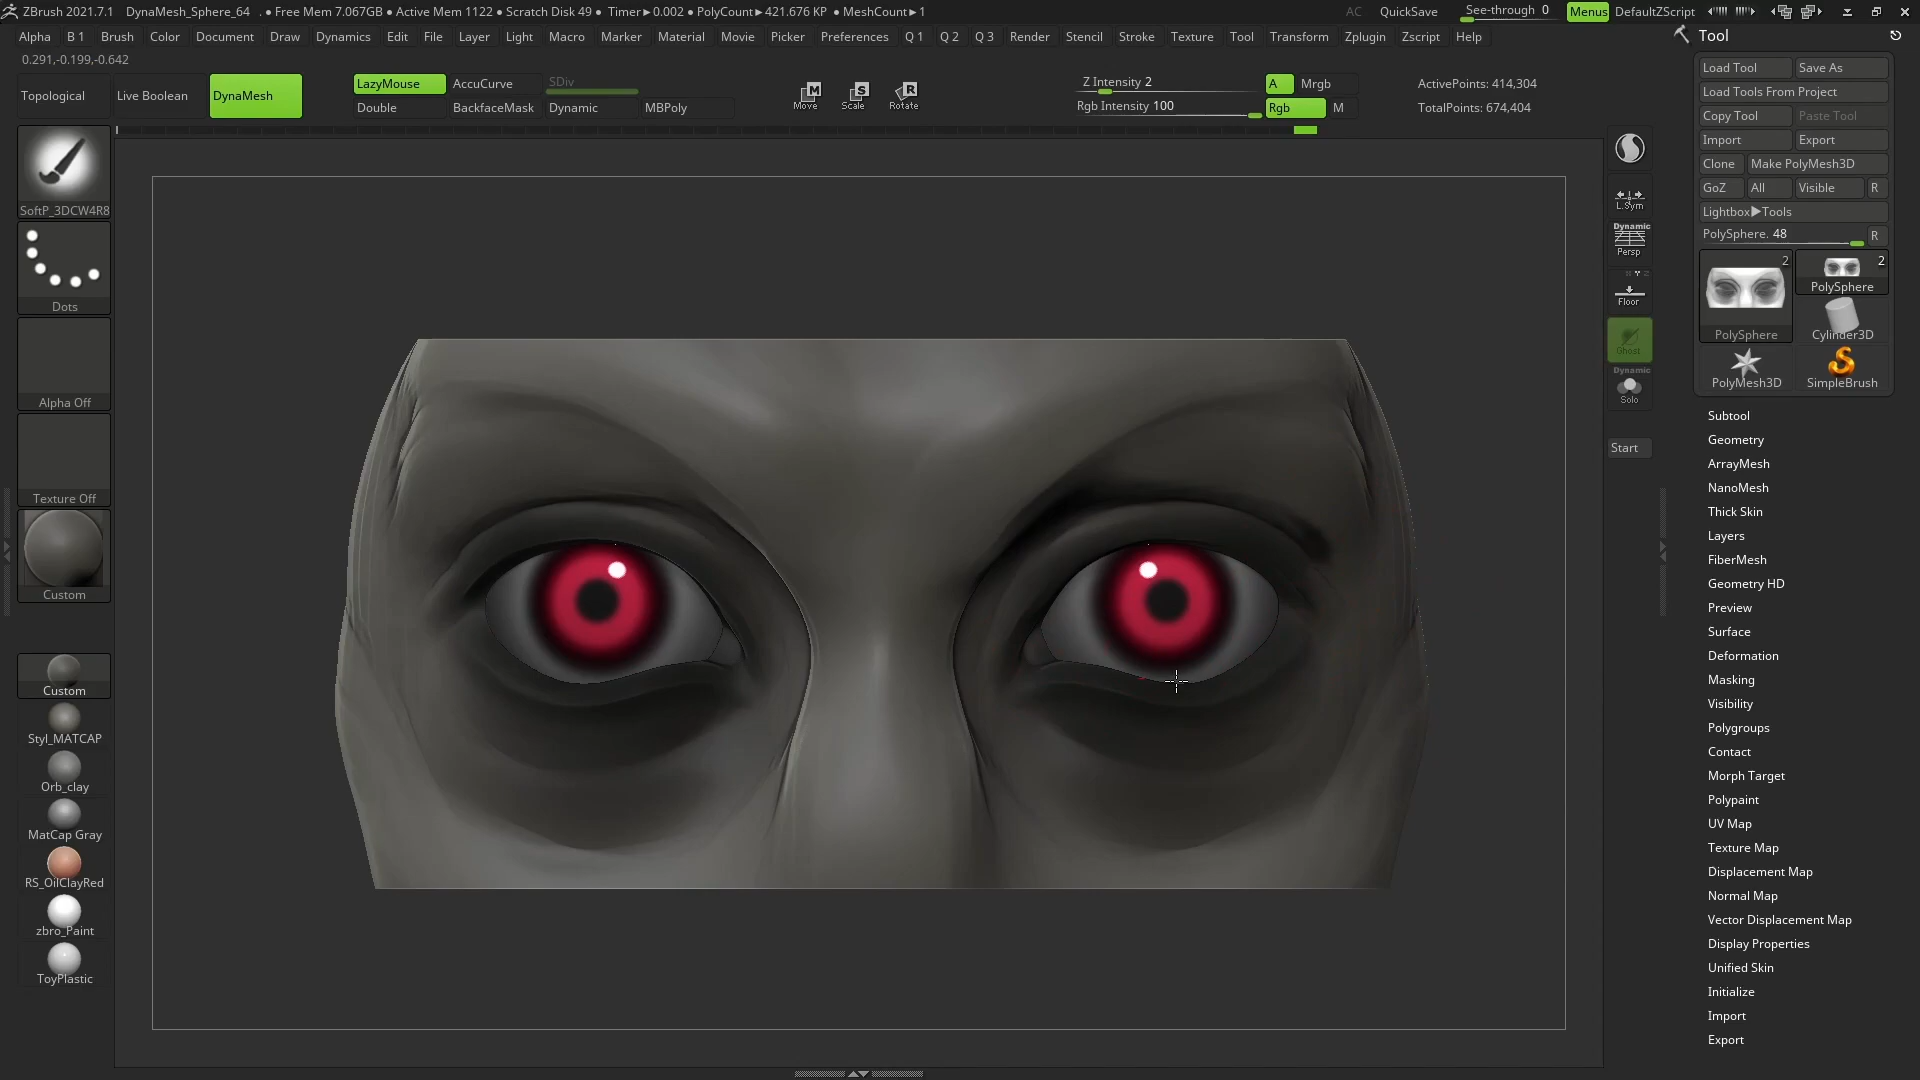 ZBrush 2021.7.1 DynaMesh_Sphere_64 . • Free Mem 7.067GB • Active Mem 1122 • Scratch Disk 49 • Timer▶0.002 • PolyCount▶421.676 KP • MeshCount▶1 AC QuickSave See-through 0 Menus DefaultZScript
Alpha B 1 Brush Color Document Draw Dynamics Edit File Layer Light Macro Marker Material Movie Picker Preferences Q 1 Q 2 Q 3 Render Stencil Stroke Texture Tool Transform Zplugin Zscript Help
0.291,-0.199,-0.642
Topological Live Boolean DynaMesh
LazyMouse AccuCurve SDiv
Double BackfaceMask Dynamic MBPoly
M S R
Move Scale Rotate
Z Intensity 2 A Mrgb
Rgb Intensity 100 Rgb M
ActivePoints: 414,304
TotalPoints: 674,404
SoftP_3DCW4R8
Dots
Alpha Off
Texture Off
Custom
Custom
Styl_MATCAP
Orb_clay
MatCap Gray
RS_OilClayRed
zbro_Paint
ToyPlastic
L.Sym
Dynamic
Persp
Floor
Ghost
Dynamic
Solo
Start
Tool
Load Tool Save As
Load Tools From Project
Copy Tool Paste Tool
Import Export
Clone Make PolyMesh3D
GoZ All Visible R
Lightbox▶Tools
PolySphere. 48 R
2 2
PolySphere
PolySphere Cylinder3D
PolyMesh3D SimpleBrush
Subtool
Geometry
ArrayMesh
NanoMesh
Thick Skin
Layers
FiberMesh
Geometry HD
Preview
Surface
Deformation
Masking
Visibility
Polygroups
Contact
Morph Target
Polypaint
UV Map
Texture Map
Displacement Map
Normal Map
Vector Displacement Map
Display Properties
Unified Skin
Initialize
Import
Export